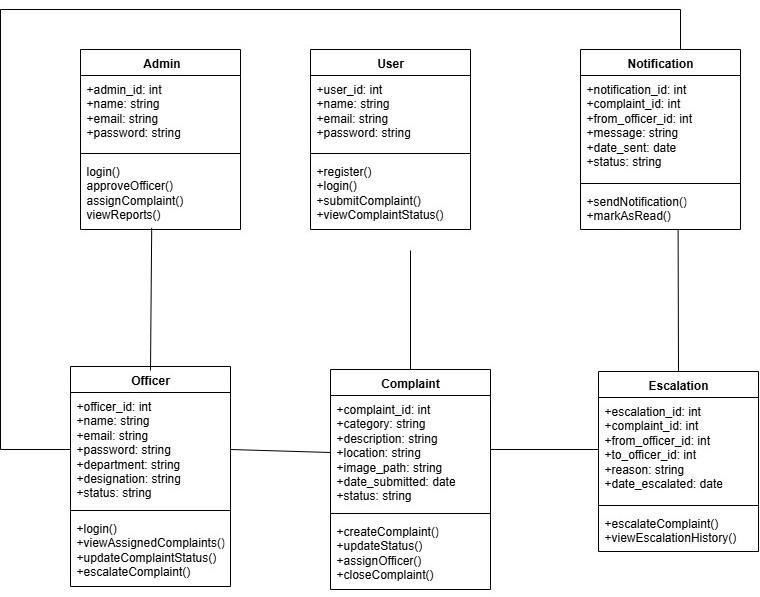 Admin
+admin_id: int
+name: string
+email: string
+password: string
login()
approveOfficer()
assignComplaint()
viewReports()
User
+user_id: int
+name: string
+email: string
+password: string
+register()
+login()
+submitComplaint()
+viewComplaintStatus()
Notification
+notification_id: int
+complaint_id: int
+from_officer_id: int
+message: string
+date_sent: date
+status: string
+sendNotification()
+markAsRead()
Officer
+officer_id: int
+name: string
+email: string
+password: string
+department: string
+designation: string
+status: string
+login()
+viewAssignedComplaints()
+updateComplaintStatus()
+escalateComplaint()
Complaint
+complaint_id: int
+category: string
+description: string
+location: string
+image_path: string
+date_submitted: date
+status: string
+createComplaint()
+updateStatus()
+assignOfficer()
+closeComplaint()
Escalation
+escalation_id: int
+complaint_id: int
+from_officer_id: int
+to_officer_id: int
+reason: string
+date_escalated: date
+escalateComplaint()
+viewEscalationHistory()